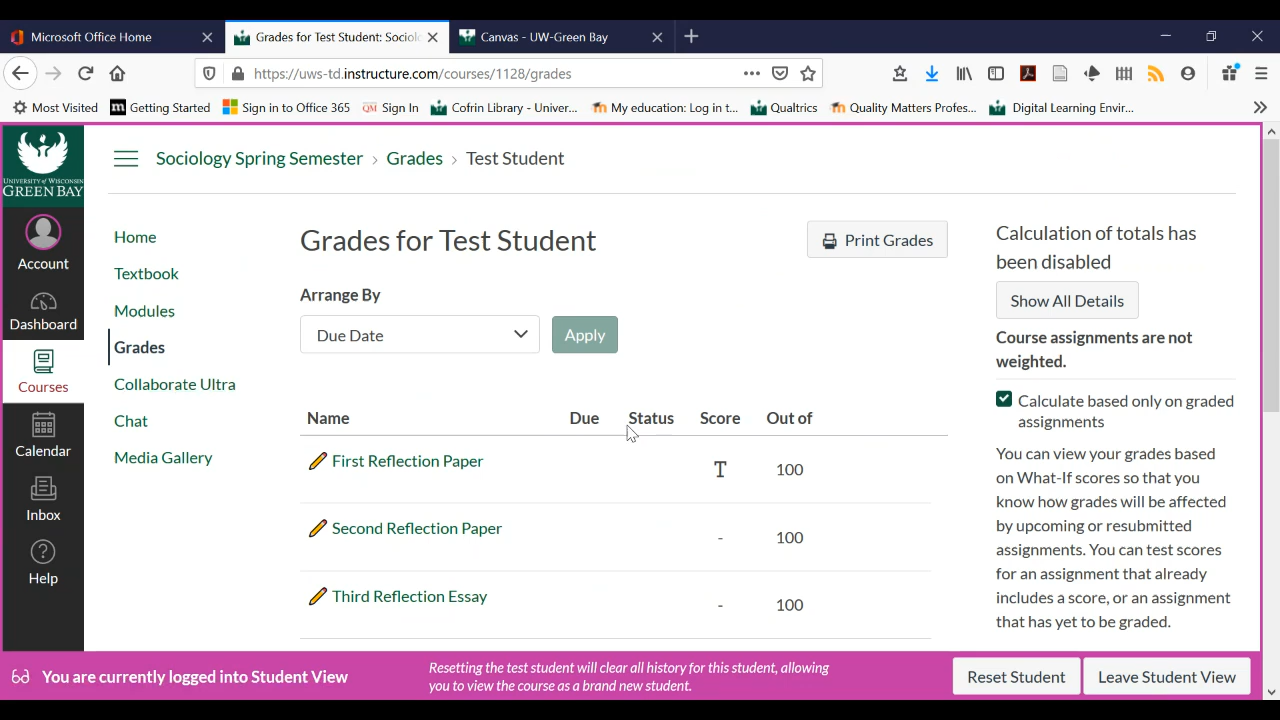 Microsoft Office Home
Grades for Test Student: Sociolo
Canvas - UW-Green Bay
https://uws-td.instructure.com/courses/1128/grades
Most Visited
Getting Started
Sign in to Office 365
QM Sign In
Cofrin Library - Univer...
My education: Log in t...
Qualtrics
Quality Matters Profes...
Digital Learning Envir...
UNIVERSITY of WISCONSIN
GREEN BAY
Account
Dashboard
Courses
Calendar
Inbox
Help
Sociology Spring Semester > Grades > Test Student
Home
Textbook
Modules
Grades
Collaborate Ultra
Chat
Media Gallery
Grades for Test Student
Print Grades
Arrange By
Due Date
Apply
Name Due Status Score Out of
First Reflection Paper 100
Second Reflection Paper - 100
Third Reflection Essay - 100
Calculation of totals has
been disabled
Show All Details
Course assignments are not
weighted.
Calculate based only on graded
assignments
You can view your grades based
on What-If scores so that you
know how grades will be affected
by upcoming or resubmitted
assignments. You can test scores
for an assignment that already
includes a score, or an assignment
that has yet to be graded.
You are currently logged into Student View
Resetting the test student will clear all history for this student, allowing
you to view the course as a brand new student.
Reset Student
Leave Student View